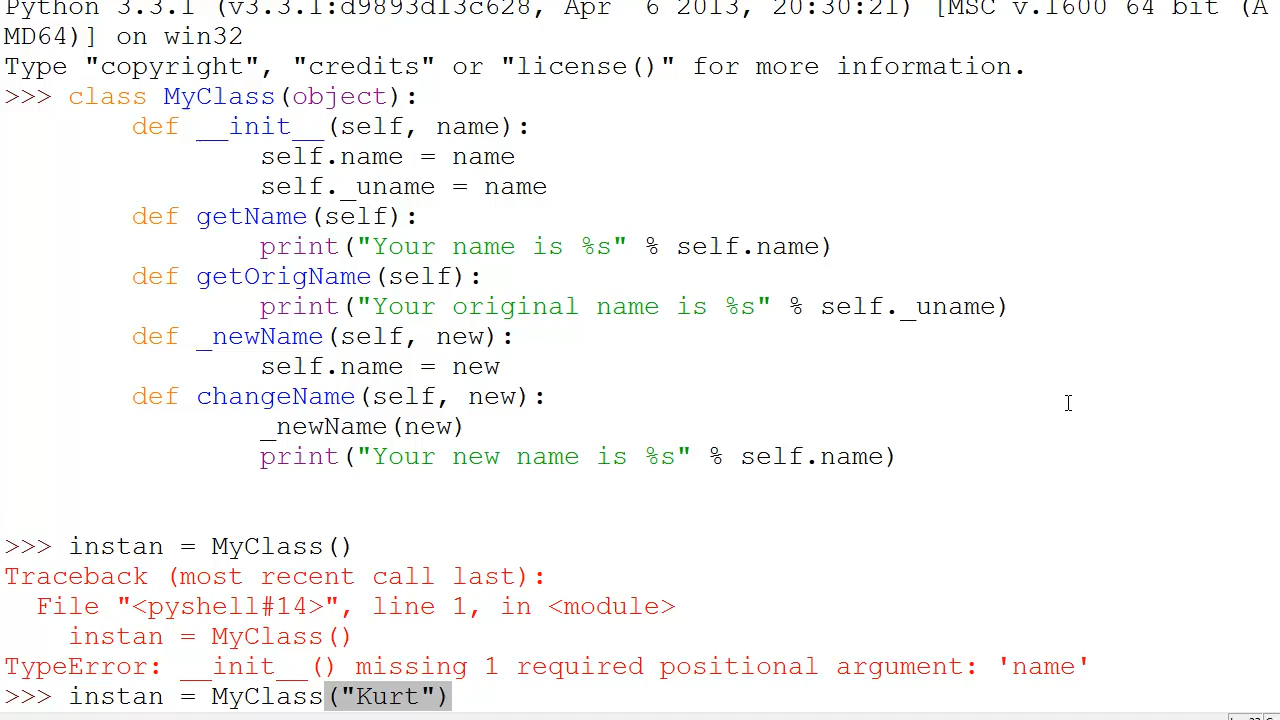 Python 3.3.1 (v3.3.1:d9893d13c628, Apr  6 2013, 20:30:21) [MSC v.1600 64 bit (A
MD64)] on win32
Type "copyright", "credits" or "license()" for more information.
>>> class MyClass(object):
        def __init__(self, name):
                self.name = name
                self._uname = name
        def getName(self):
                print("Your name is %s" % self.name)
        def getOrigName(self):
                print("Your original name is %s" % self._uname)
        def _newName(self, new):
                self.name = new
        def changeName(self, new):
                _newName(new)
                print("Your new name is %s" % self.name)
>>> instan = MyClass()
Traceback (most recent call last):
  File "<pyshell#14>", line 1, in <module>
    instan = MyClass()
TypeError: __init__() missing 1 required positional argument: 'name'
>>> instan = MyClass("Kurt")